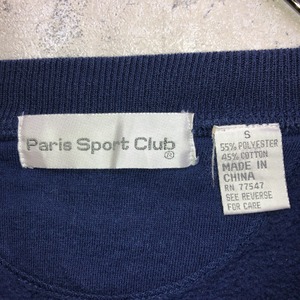 Paris Sport Club
®
S
55% POLYESTER
45% COTTON
MADE IN
CHINA
RN 77547
SEE REVERSE
FOR CARE